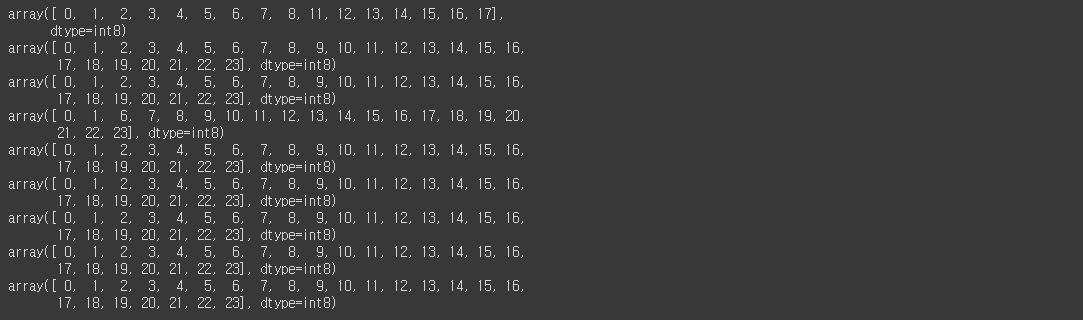 array([ 0,  1,  2,  3,  4,  5,  6,  7,  8, 11, 12, 13, 14, 15, 16, 17],
      dtype=int8)
array([ 0,  1,  2,  3,  4,  5,  6,  7,  8,  9, 10, 11, 12, 13, 14, 15, 16,
       17, 18, 19, 20, 21, 22, 23], dtype=int8)
array([ 0,  1,  2,  3,  4,  5,  6,  7,  8,  9, 10, 11, 12, 13, 14, 15, 16,
       17, 18, 19, 20, 21, 22, 23], dtype=int8)
array([ 0,  1,  6,  7,  8,  9, 10, 11, 12, 13, 14, 15, 16, 17, 18, 19, 20,
       21, 22, 23], dtype=int8)
array([ 0,  1,  2,  3,  4,  5,  6,  7,  8,  9, 10, 11, 12, 13, 14, 15, 16,
       17, 18, 19, 20, 21, 22, 23], dtype=int8)
array([ 0,  1,  2,  3,  4,  5,  6,  7,  8,  9, 10, 11, 12, 13, 14, 15, 16,
       17, 18, 19, 20, 21, 22, 23], dtype=int8)
array([ 0,  1,  2,  3,  4,  5,  6,  7,  8,  9, 10, 11, 12, 13, 14, 15, 16,
       17, 18, 19, 20, 21, 22, 23], dtype=int8)
array([ 0,  1,  2,  3,  4,  5,  6,  7,  8,  9, 10, 11, 12, 13, 14, 15, 16,
       17, 18, 19, 20, 21, 22, 23], dtype=int8)
array([ 0,  1,  2,  3,  4,  5,  6,  7,  8,  9, 10, 11, 12, 13, 14, 15, 16,
       17, 18, 19, 20, 21, 22, 23], dtype=int8)